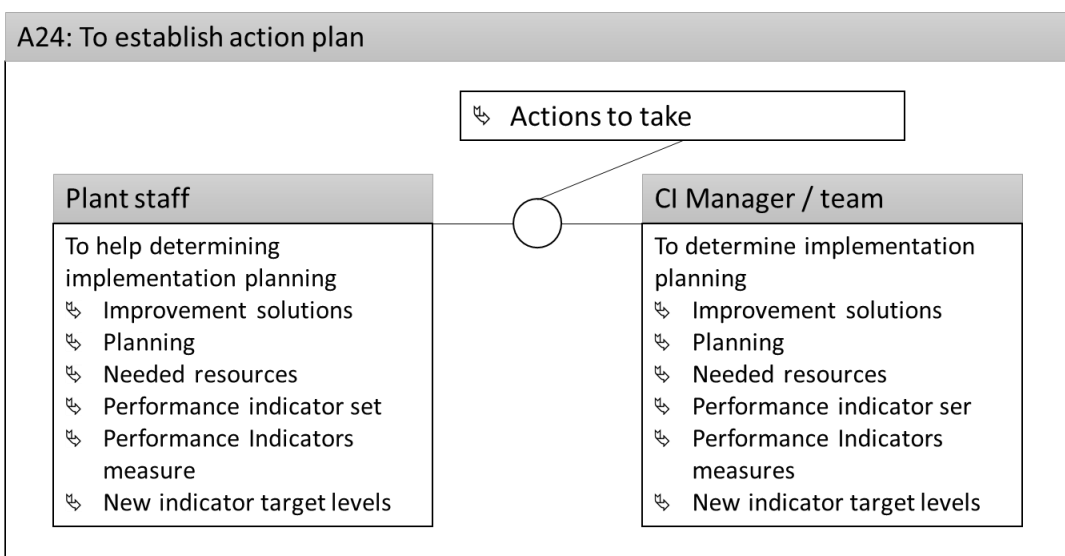 A24: To establish action plan
Actions to take
Plant staff
To help determining
implementation planning
Improvement solutions
Planning
Needed resources
Performance indicator set
Performance Indicators
measure
New indicator target levels
CI Manager / team
To determine implementation
planning
Improvement solutions
Planning
Needed resources
Performance indicator ser
Performance Indicators
measures
New indicator target levels